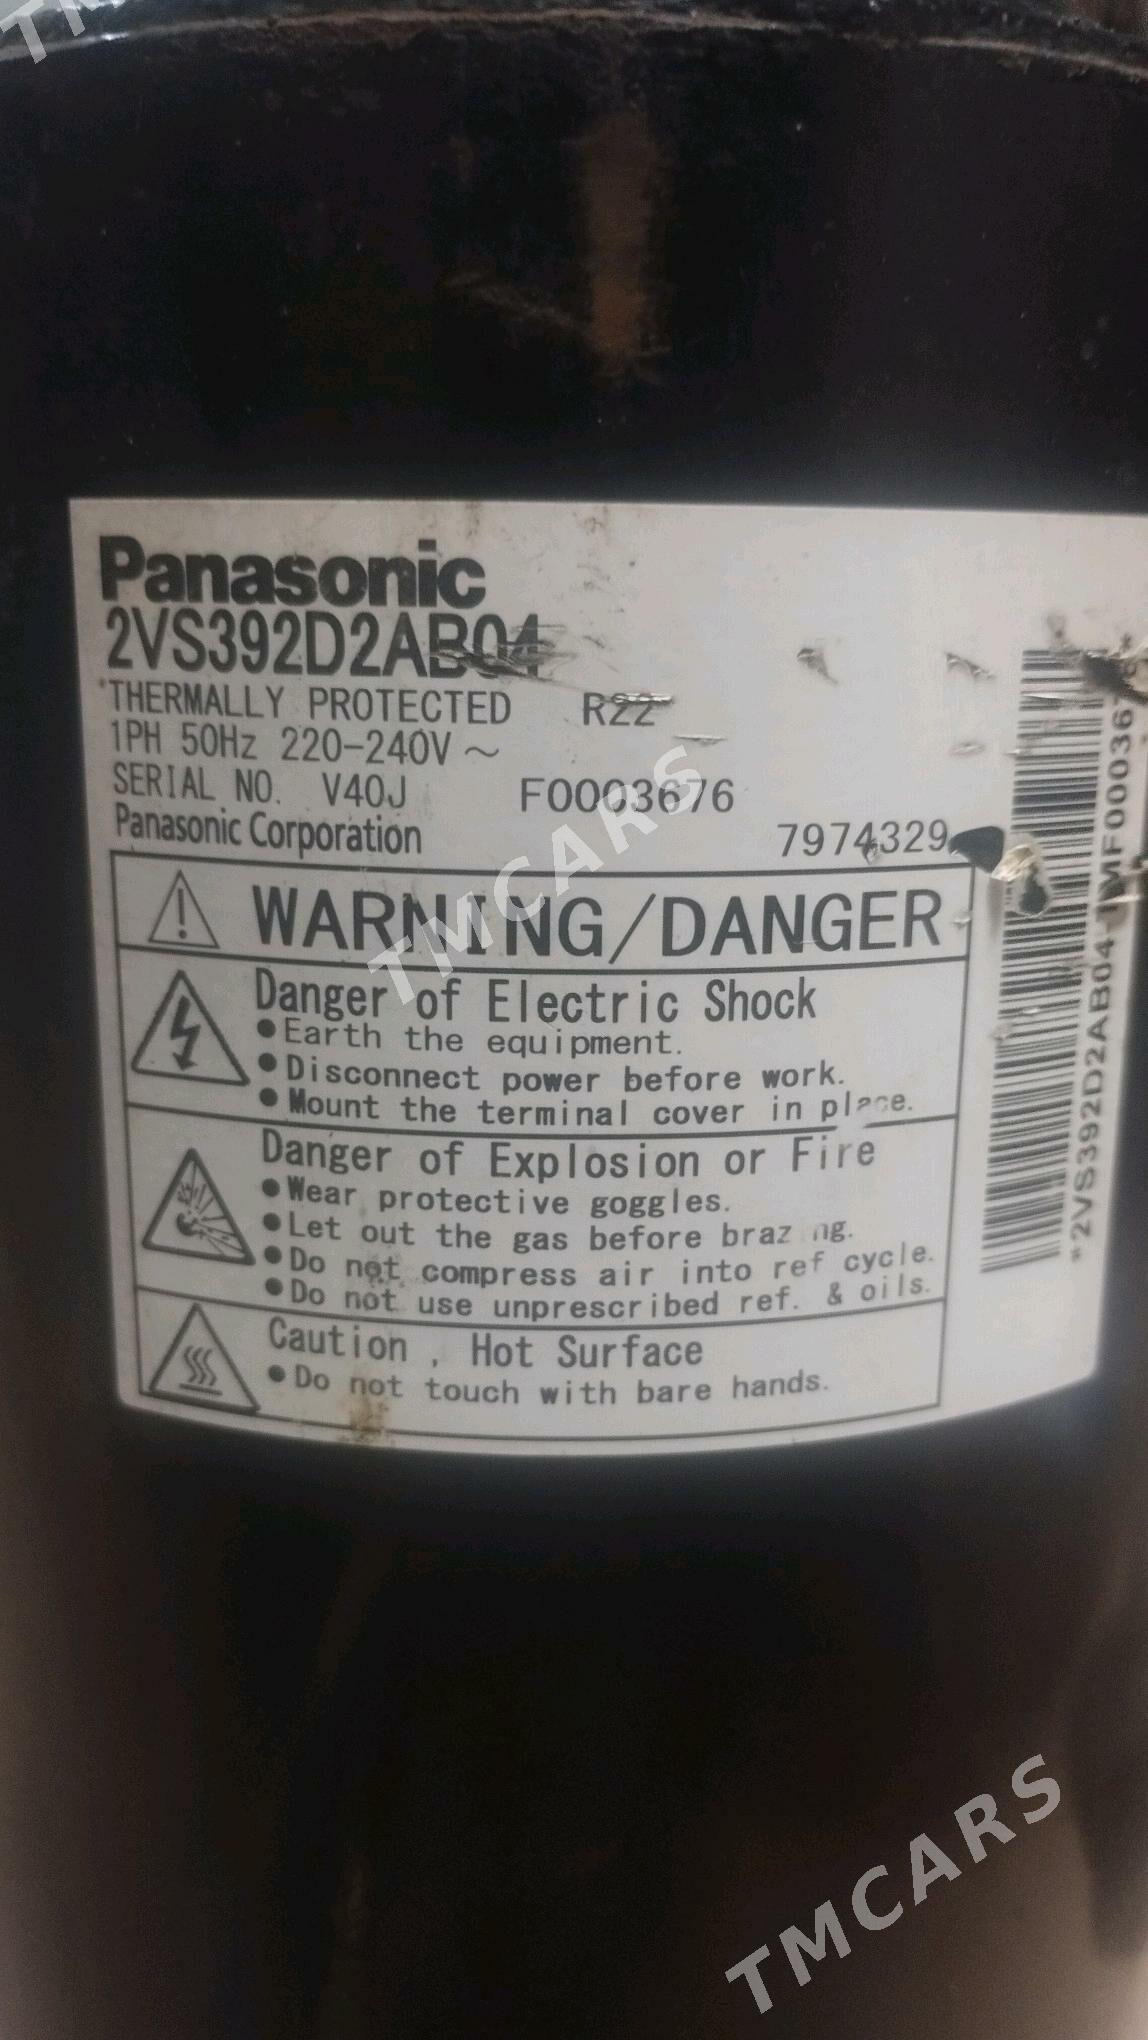 Panasonic
2VS392D2AB04
THERMALLY PROTECTED R22
1PH 50Hz 220-240V ~
SERIAL NO. V40J F0003676
Panasonic Corporation 7974329
WARNING/DANGER
Danger of Electric Shock
●Earth the equipment.
●Disconnect power before work.
●Mount the terminal cover in place.
Danger of Explosion or Fire
●Wear protective goggles.
●Let out the gas before braz ng.
●Do not compress air into ref cycle.
●Do not use unprescribed ref. & oils.
Caution , Hot Surface
●Do not touch with bare hands.
TMCARS
TMCARS